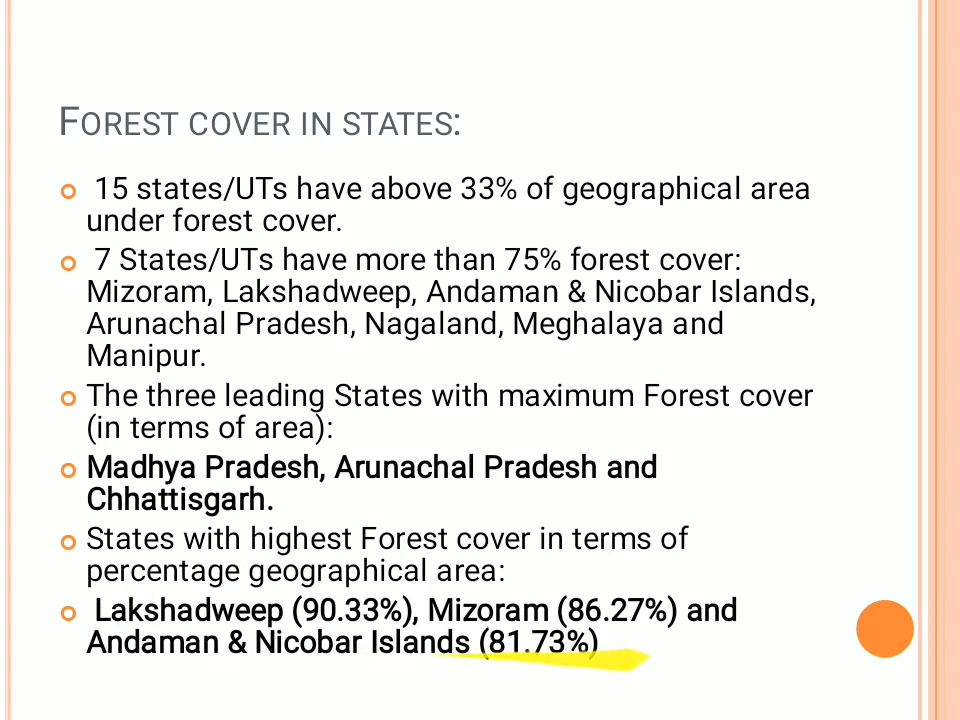 FOREST COVER IN STATES:
15 states/UTs have above 33% of geographical area
under forest cover.
7 States/UTs have more than 75% forest cover:
Mizoram, Lakshadweep, Andaman & Nicobar Islands,
Arunachal Pradesh, Nagaland, Meghalaya and
Manipur.
The three leading States with maximum Forest cover
(in terms of area):
Madhya Pradesh, Arunachal Pradesh and
Chhattisgarh.
States with highest Forest cover in terms of
percentage geographical area:
Lakshadweep (90.33%), Mizoram (86.27%) and
Andaman & Nicobar Islands (81.73%)